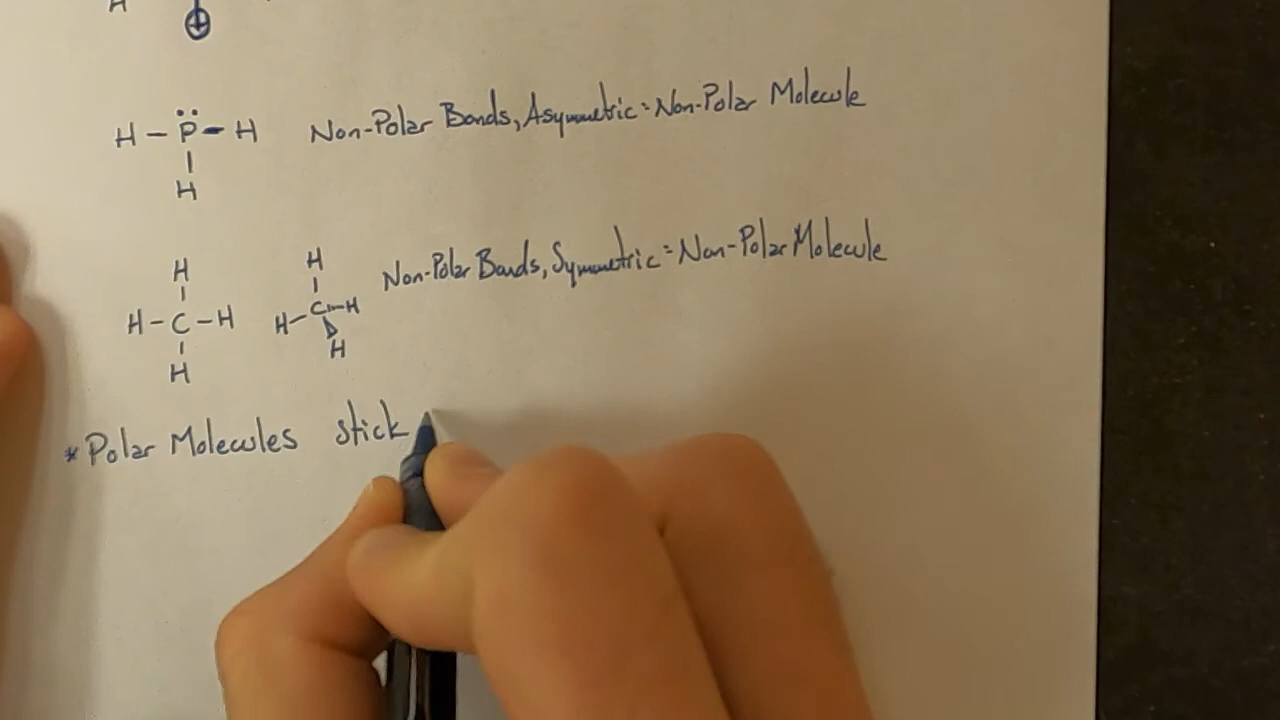 H
⊕
H – P̈ – H Non-Polar Bonds, Asymmetric = Non-Polar Molecule
H
H H Non-Polar Bonds, Symmetric = Non-Polar Molecule
H – C – H H C H
H H
* Polar Molecules stick